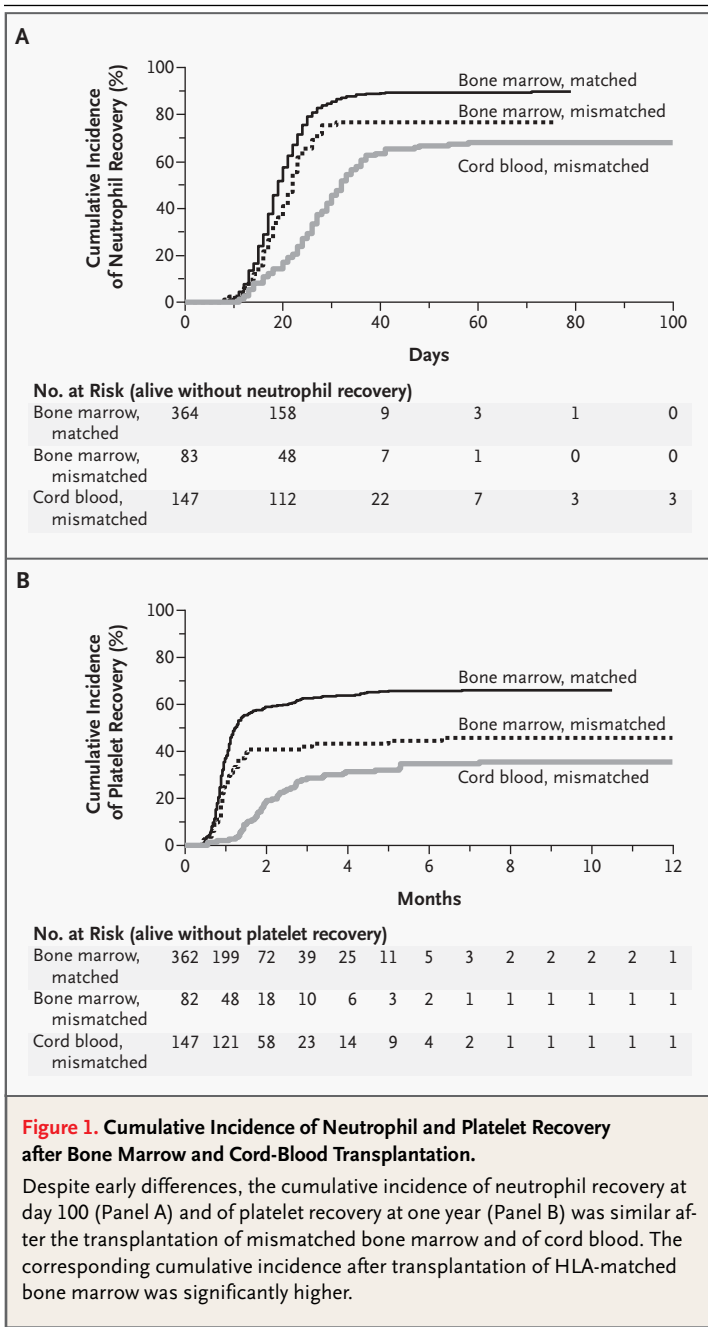 A
Cumulative Incidence
of Neutrophil Recovery (%)
100
80
60
40
20
0
Bone marrow, matched
Bone marrow, mismatched
Cord blood, mismatched
0 20 40 60 80 100
Days
No. at Risk (alive without neutrophil recovery)
Bone marrow, 364 158 9 3 1 0
matched
Bone marrow, 83 48 7 1 0 0
mismatched
Cord blood, 147 112 22 7 3 3
mismatched
B
Cumulative Incidence
of Platelet Recovery (%)
100
80
60
40
20
0
Bone marrow, matched
Bone marrow, mismatched
Cord blood, mismatched
0 2 4 6 8 10 12
Months
No. at Risk (alive without platelet recovery)
Bone marrow, 362 199 72 39 25 11 5 3 2 2 2 2 1
matched
Bone marrow, 82 48 18 10 6 3 2 1 1 1 1 1 1
mismatched
Cord blood, 147 121 58 23 14 9 4 2 1 1 1 1 1
mismatched
Figure 1. Cumulative Incidence of Neutrophil and Platelet Recovery
after Bone Marrow and Cord-Blood Transplantation.
Despite early differences, the cumulative incidence of neutrophil recovery at
day 100 (Panel A) and of platelet recovery at one year (Panel B) was similar af-
ter the transplantation of mismatched bone marrow and of cord blood. The
corresponding cumulative incidence after transplantation of HLA-matched
bone marrow was significantly higher.